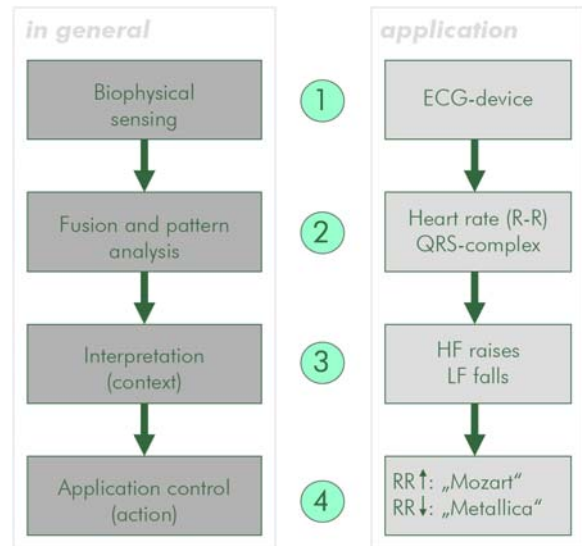 in general
application
Biophysical
sensing
1
ECG-device
Fusion and pattern
analysis
2
Heart rate (R-R)
QRS-complex
Interpretation
(context)
3
HF raises
LF falls
Application control
(action)
4
RR↑: „Mozart“
RR↓: „Metallica“